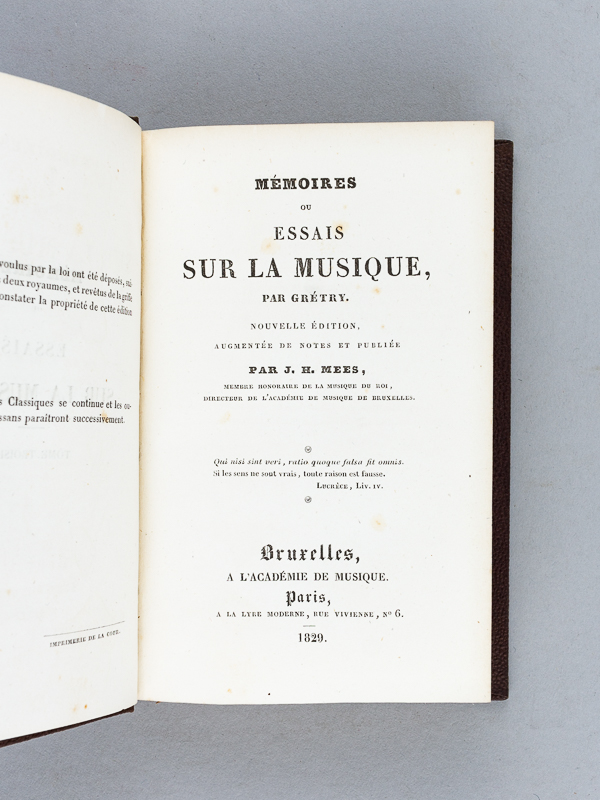 voulus par la loi ont été déposés, sui
deux royaumes, et revêtus de la griffe
constater la propriété de cette édition
s Classiques se continue et les ou-
ssans paraîtront successivement.
IMPRIMERIE DE LA COUR.
MÉMOIRES
OU
ESSAIS
SUR LA MUSIQUE,
PAR GRÉTRY.
NOUVELLE ÉDITION,
AUGMENTÉE DE NOTES ET PUBLIÉE
PAR J. H. MEES,
MEMBRE HONORAIRE DE LA MUSIQUE DU ROI,
DIRECTEUR DE L'ACADÉMIE DE MUSIQUE DE BRUXELLES.
Qui nisi sint veri, ratio quoque falsa fit omnis.
Si les sens ne sont vrais, toute raison est fausse.
LUCRÈCE, LIV. IV.
Bruxelles,
A L'ACADÉMIE DE MUSIQUE.
Paris,
A LA LYRE MODERNE, RUE VIVIENNE, Nº 6.
1829.